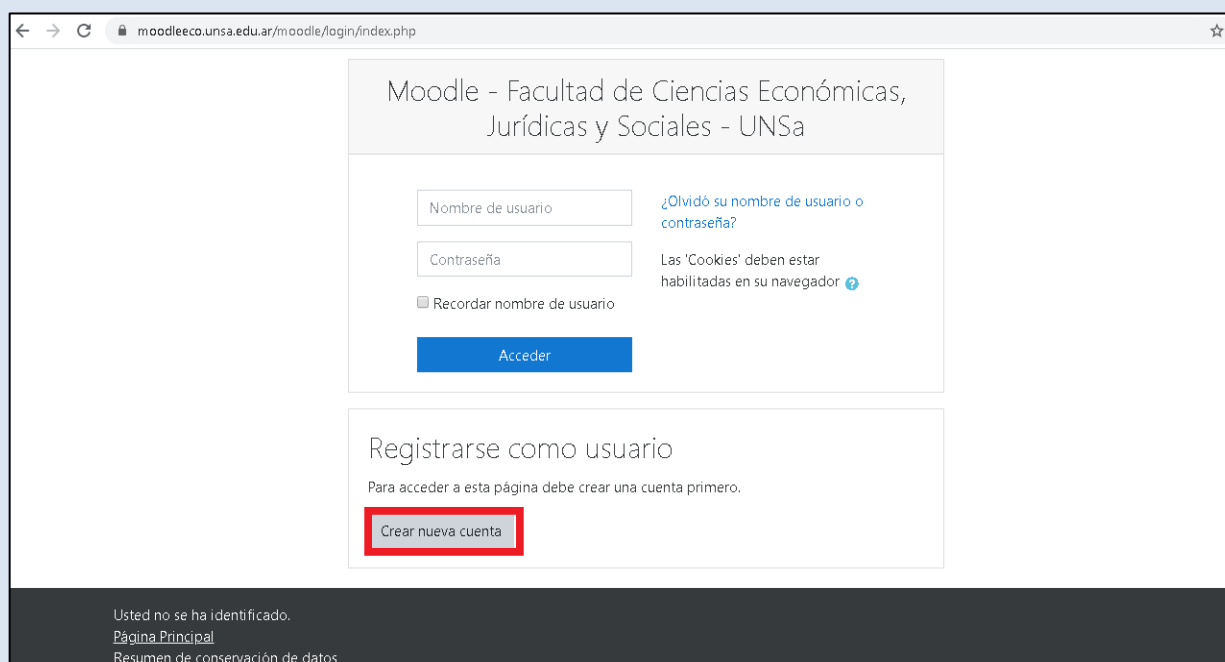 moodleeco.unsa.edu.ar/moodle/login/index.php
Moodle - Facultad de Ciencias Económicas,
Jurídicas y Sociales - UNSa
Nombre de usuario
Contraseña
Recordar nombre de usuario
Acceder
¿Olvidó su nombre de usuario o
contraseña?
Las 'Cookies' deben estar
habilitadas en su navegador
Registrarse como usuario
Para acceder a esta página debe crear una cuenta primero.
Crear nueva cuenta
Usted no se ha identificado.
Página Principal
Resumen de conservación de datos